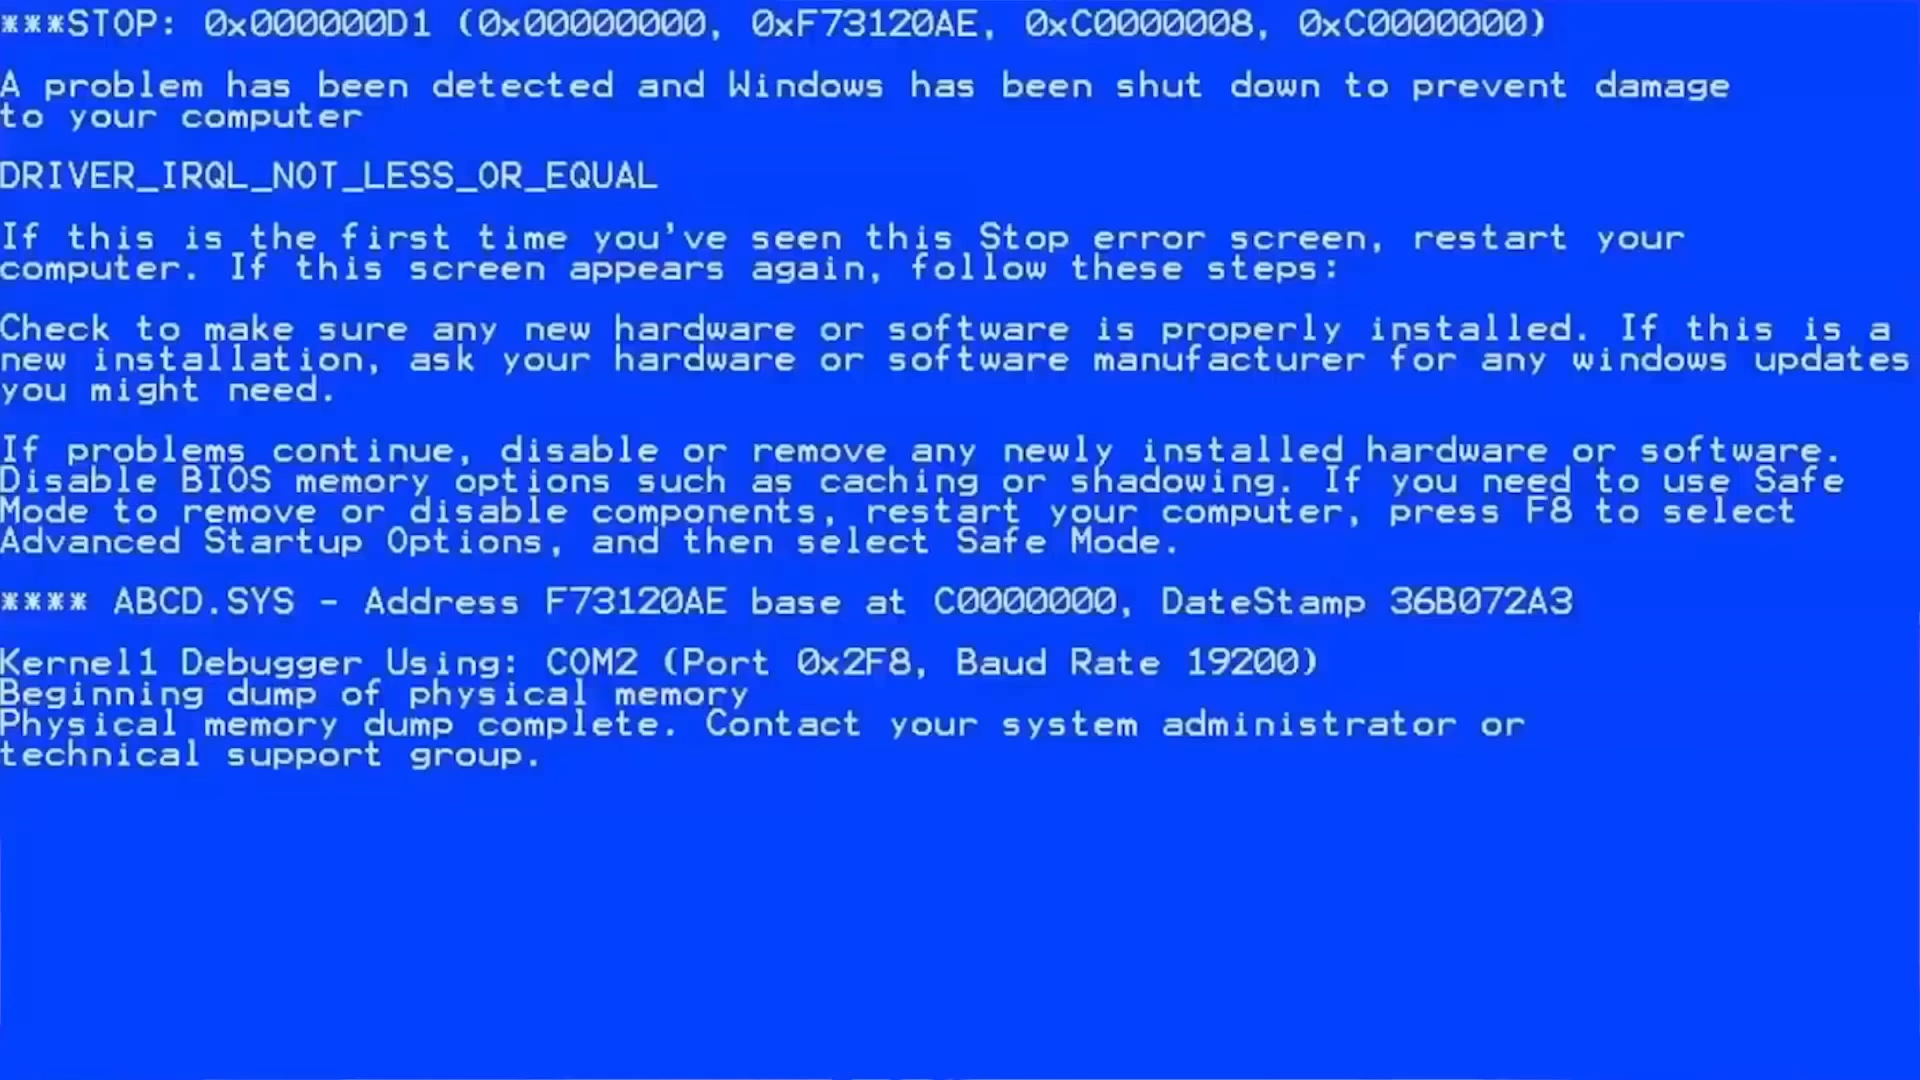 ***STOP: 0x000000D1 (0x00000000, 0xF73120AE, 0xC0000008, 0xC0000000)
A problem has been detected and Windows has been shut down to prevent damage
to your computer
DRIVER_IRQL_NOT_LESS_OR_EQUAL
If this is the first time you've seen this Stop error screen, restart your
computer. If this screen appears again, follow these steps:
Check to make sure any new hardware or software is properly installed. If this is a
new installation, ask your hardware or software manufacturer for any windows updates
you might need.
If problems continue, disable or remove any newly installed hardware or software.
Disable BIOS memory options such as caching or shadowing. If you need to use Safe
Mode to remove or disable components, restart your computer, press F8 to select
Advanced Startup Options, and then select Safe Mode.
**** ABCD.SYS - Address F73120AE base at C0000000, DateStamp 36B072A3
Kernel1 Debugger Using: COM2 (Port 0x2F8, Baud Rate 19200)
Beginning dump of physical memory
Physical memory dump complete. Contact your system administrator or
technical support group.